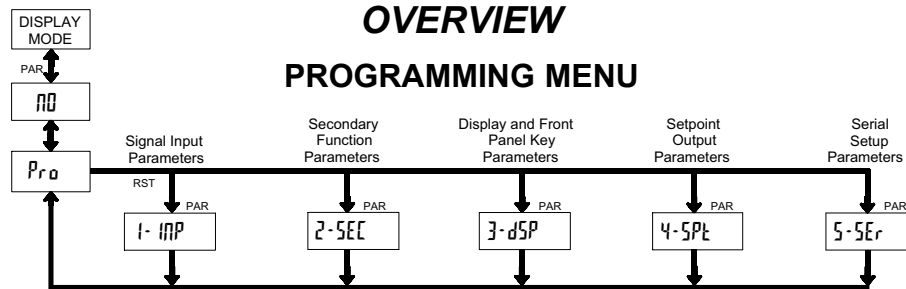 OVERVIEW
PROGRAMMING MENU
DISPLAY
MODE
PAR
NO
Pro
Signal Input
Parameters
Secondary
Function
Parameters
Display and Front
Panel Key
Parameters
Setpoint
Output
Parameters
Serial
Setup
Parameters
RST
PAR
PAR
PAR
PAR
PAR
1-INP
2-SEC
3-dSP
4-SPt
5-SEr